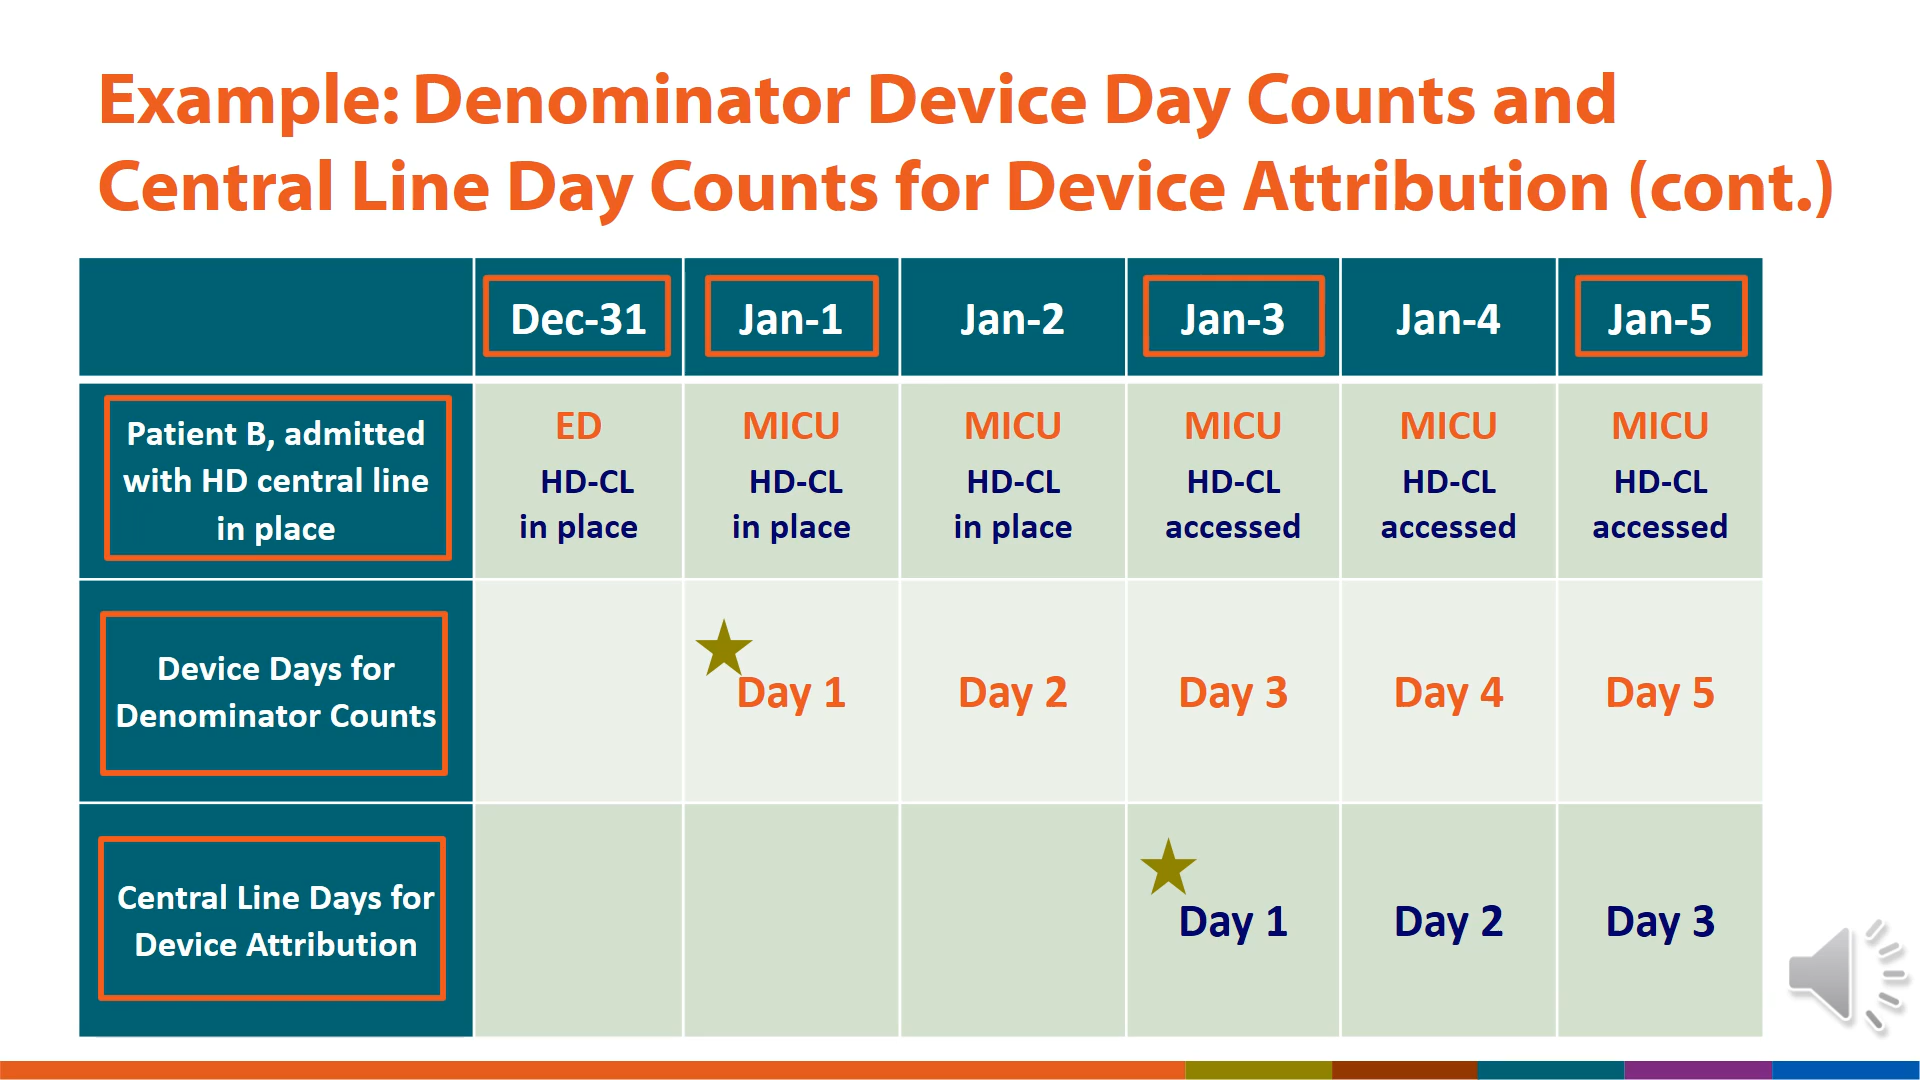 Example: Denominator Device Day Counts and
Central Line Day Counts for Device Attribution (cont.)
Dec-31 Jan-1 Jan-2 Jan-3 Jan-4 Jan-5
Patient B, admitted
with HD central line
in place
ED MICU MICU MICU MICU MICU
HD-CL HD-CL HD-CL HD-CL HD-CL HD-CL
in place in place in place accessed accessed accessed
Device Days for
Denominator Counts
Day 1 Day 2 Day 3 Day 4 Day 5
Central Line Days for
Device Attribution
Day 1 Day 2 Day 3